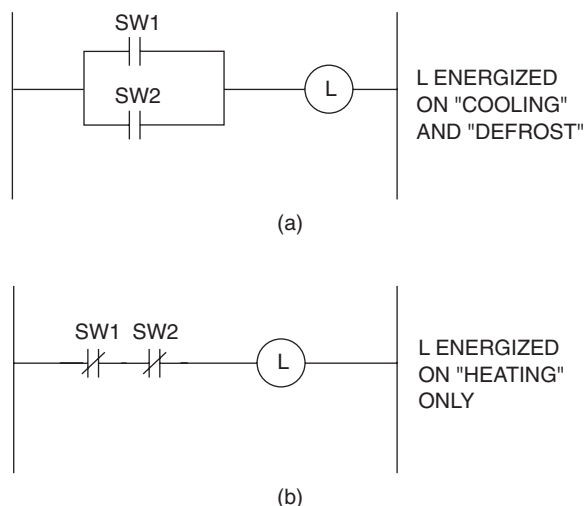 SW1
SW2
L
L ENERGIZED
ON "COOLING"
AND "DEFROST"
(a)
SW1 SW2
L
L ENERGIZED
ON "HEATING"
ONLY
(b)